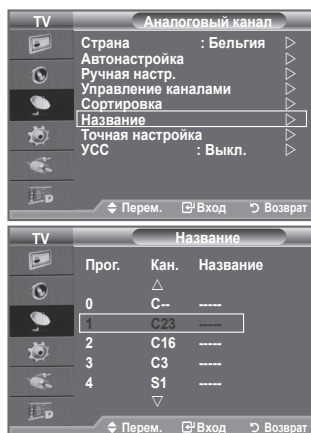 TV Аналоговый канал
Страна : Бельгия
Автонастройка
Ручная настр.
Управление каналами
Сортировка
Название
Точная настройка
УСС : Выкл.
Перем. Вход Возврат
TV Название
Прог. Кан. Название
0 C-- -----
1 C23 -----
2 C16 -----
3 C3 -----
4 S1 -----
Перем. Вход Возврат